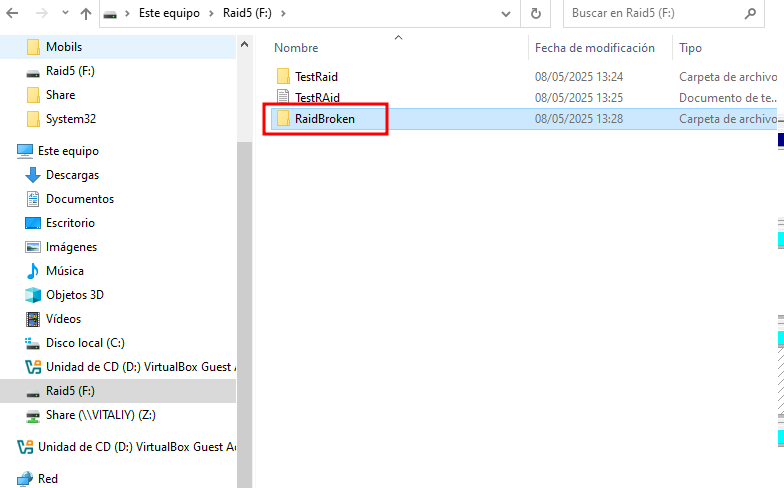 Este equipo > Raid5 (F:) >
Buscar en Raid5 (F:)
Mobils
Raid5 (F:)
Share
System32
Este equipo
Descargas
Documentos
Escritorio
Imágenes
Música
Objetos 3D
Vídeos
Disco local (C:)
Unidad de CD (D:) VirtualBox Guest A
Raid5 (F:)
Share (\\VITALIY) (Z:)
Unidad de CD (D:) VirtualBox Guest Ad
Red
Nombre Fecha de modificación Tipo
TestRaid 08/05/2025 13:24 Carpeta de archivo
TestRAid 08/05/2025 13:25 Documento de te...
RaidBroken 08/05/2025 13:28 Carpeta de archivo